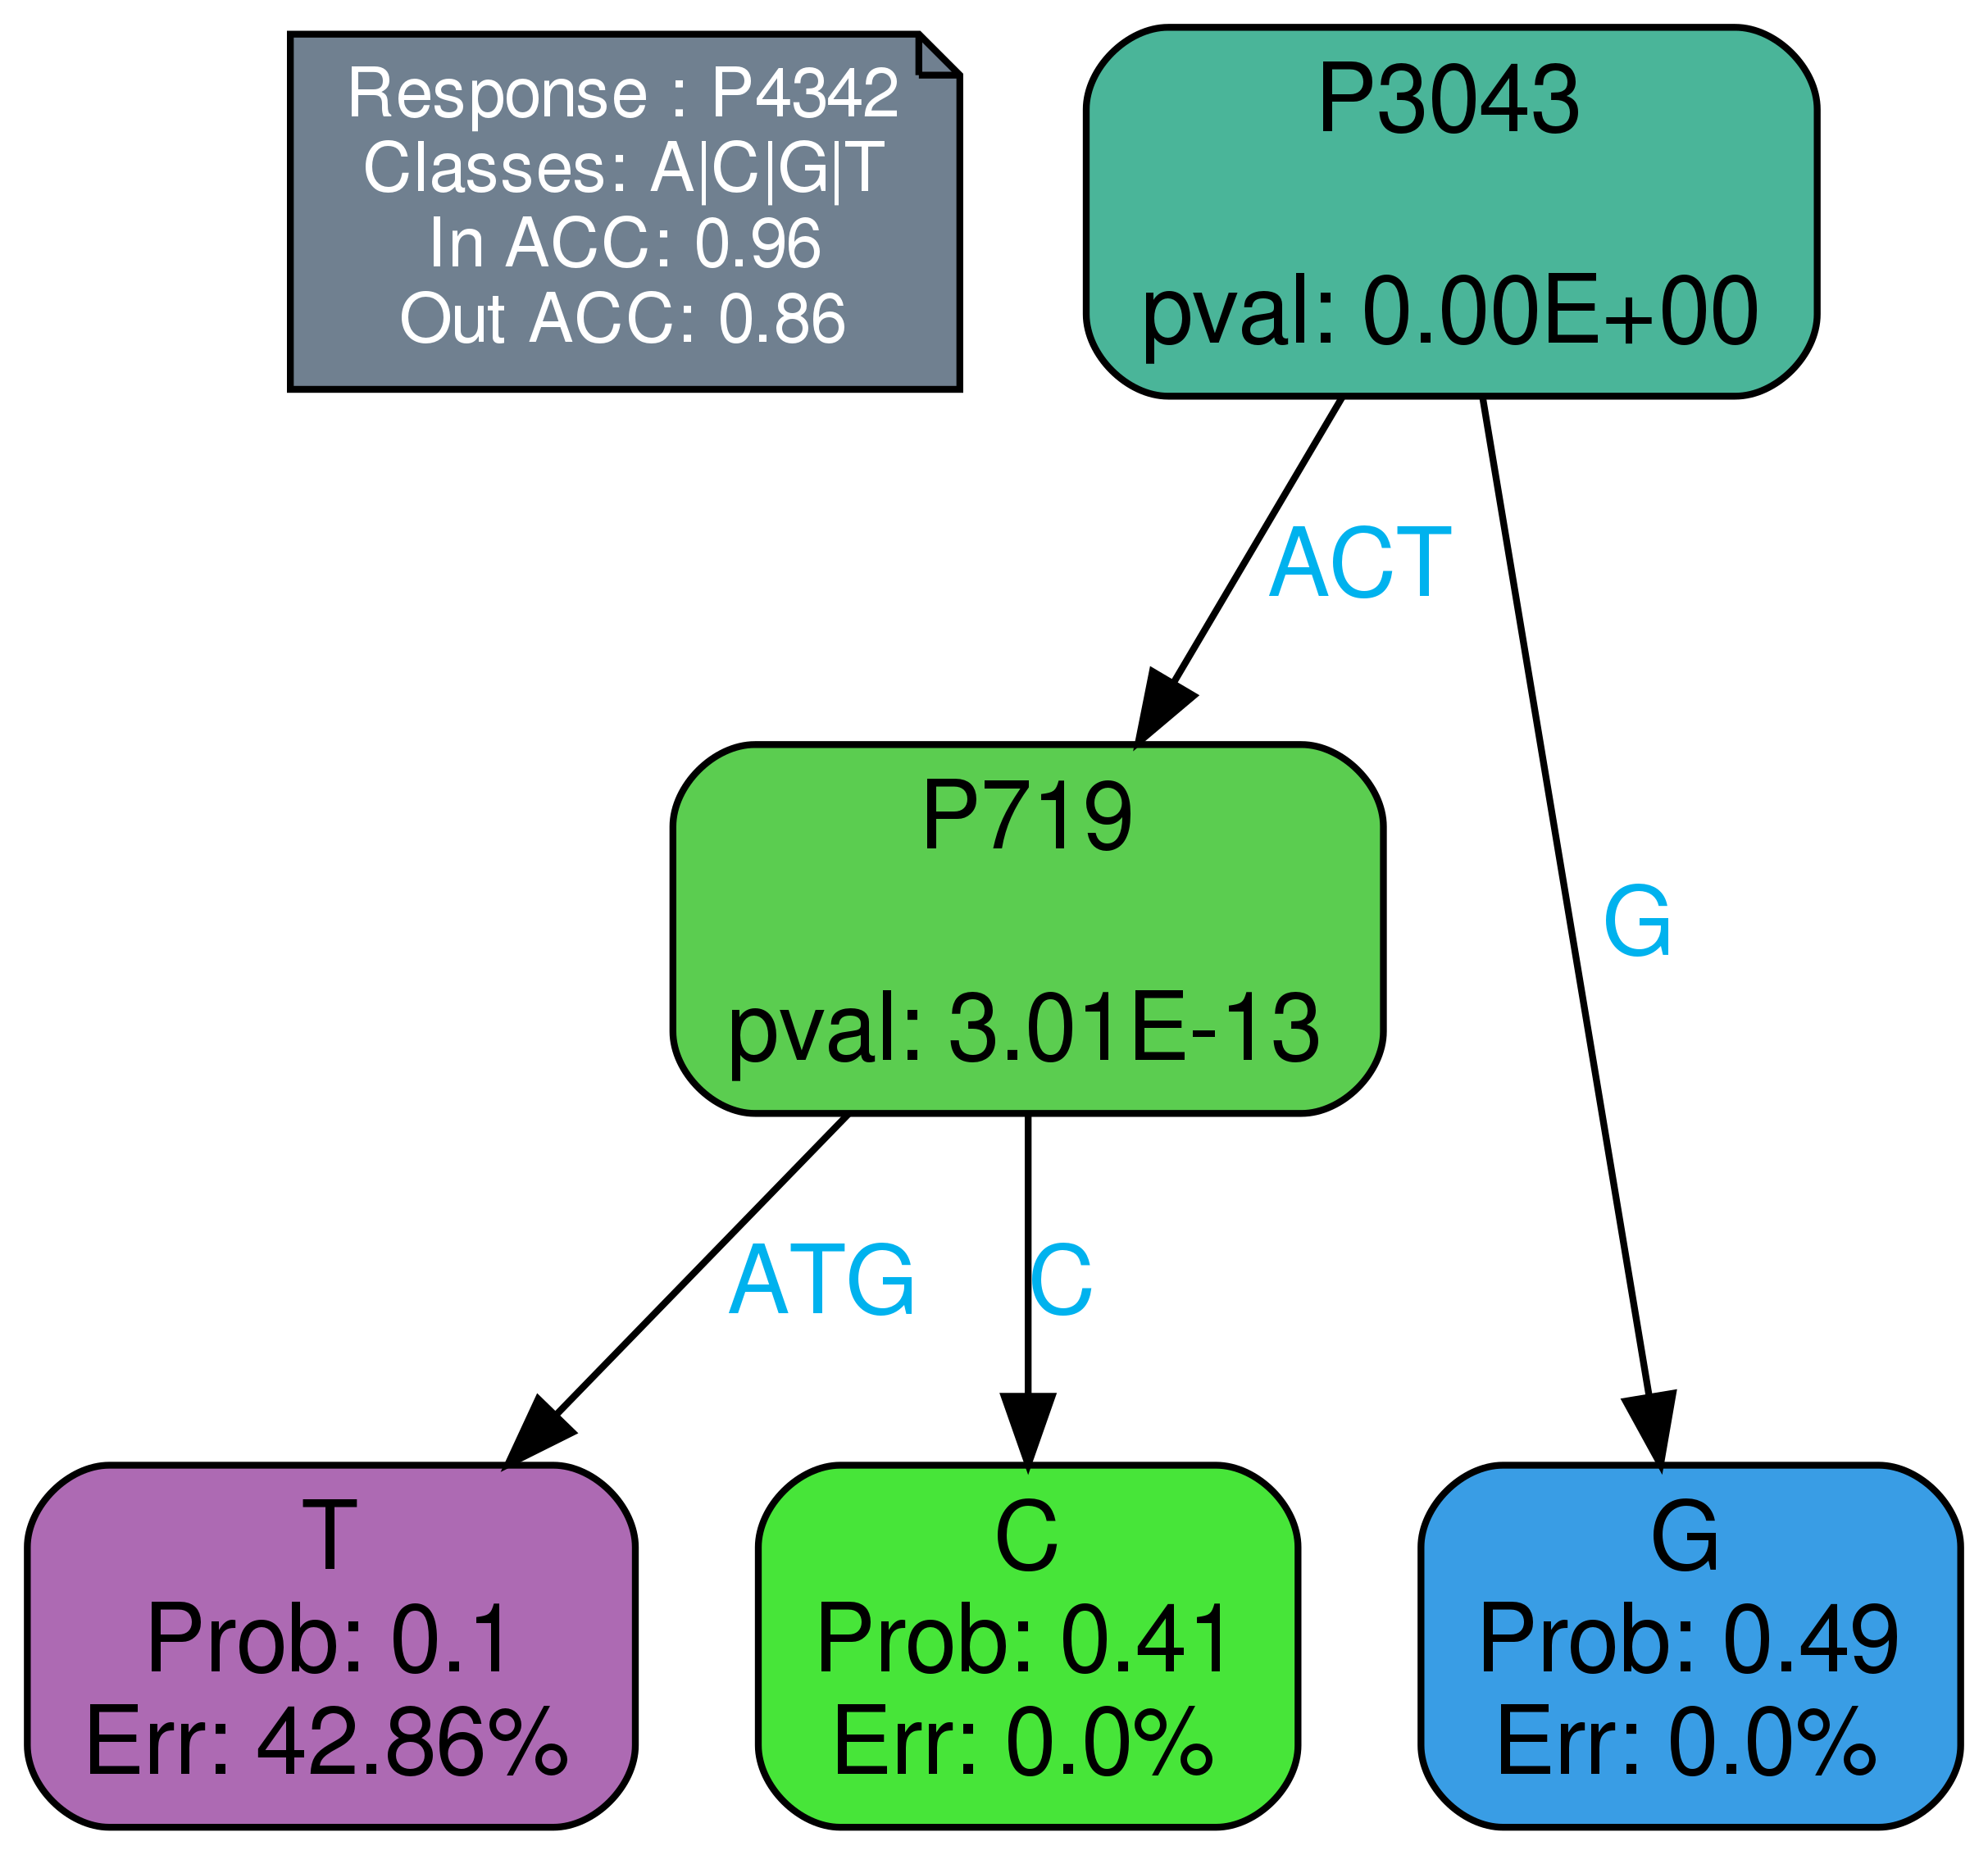 Response : P4342
Classes: A|C|G|T
In ACC: 0.96
Out ACC: 0.86
P3043
pval: 0.00E+00
ACT
G
P719
pval: 3.01E-13
ATG
C
T
Prob: 0.1
Err: 42.86%
C
Prob: 0.41
Err: 0.0%
G
Prob: 0.49
Err: 0.0%